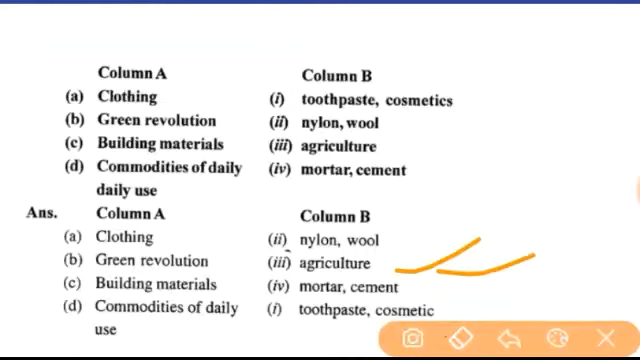 Column A Column B
(a) Clothing (i) toothpaste, cosmetics
(b) Green revolution (ii) nylon, wool
(c) Building materials (iii) agriculture
(d) Commodities of daily (iv) mortar, cement
daily use
Ans. Column A Column B
(a) Clothing (ii) nylon, wool
(b) Green revolution (iii) agriculture
(c) Building materials (iv) mortar, cement
(d) Commodities of daily (i) toothpaste, cosmetic
use